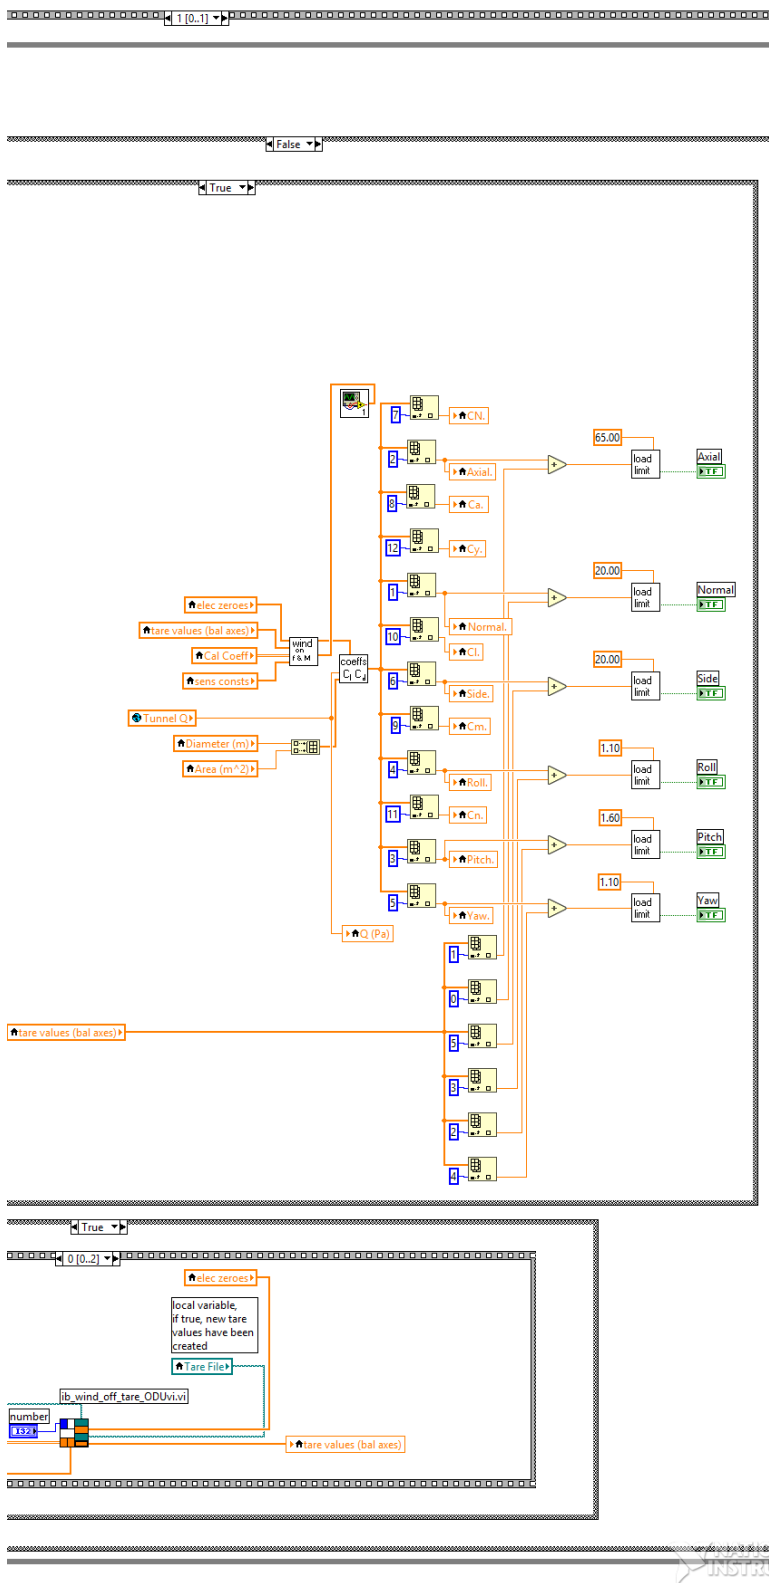 1 [0..1]
False
True
1
7
CN.
65.00
Axial
2
load
limit
TF
Axial.
8
Ca.
12
Cy.
20.00
Normal
1
load
limit
TF
elec zeroes
tare values (bal axes)
Normal.
10
wind
on
f & M
Cl.
Cal Coeff
coeffs
20.00
Side
sens consts
6
load
limit
TF
Side.
Tunnel Q
9
Cm.
Diameter (m)
1.10
Roll
Area (m^2)
4
load
limit
TF
Roll.
11
Cn.
1.60
Pitch
3
load
limit
TF
Pitch.
1.10
Yaw
5
load
limit
TF
Yaw.
Q (Pa)
1
0
tare values (bal axes)
5
3
2
4
True
0 [0..2]
elec zeroes
local variable,
if true, new tare
values have been
created
Tare File
ib_wind_off_tare_ODUvi.vi
number
I32
tare values (bal axes)